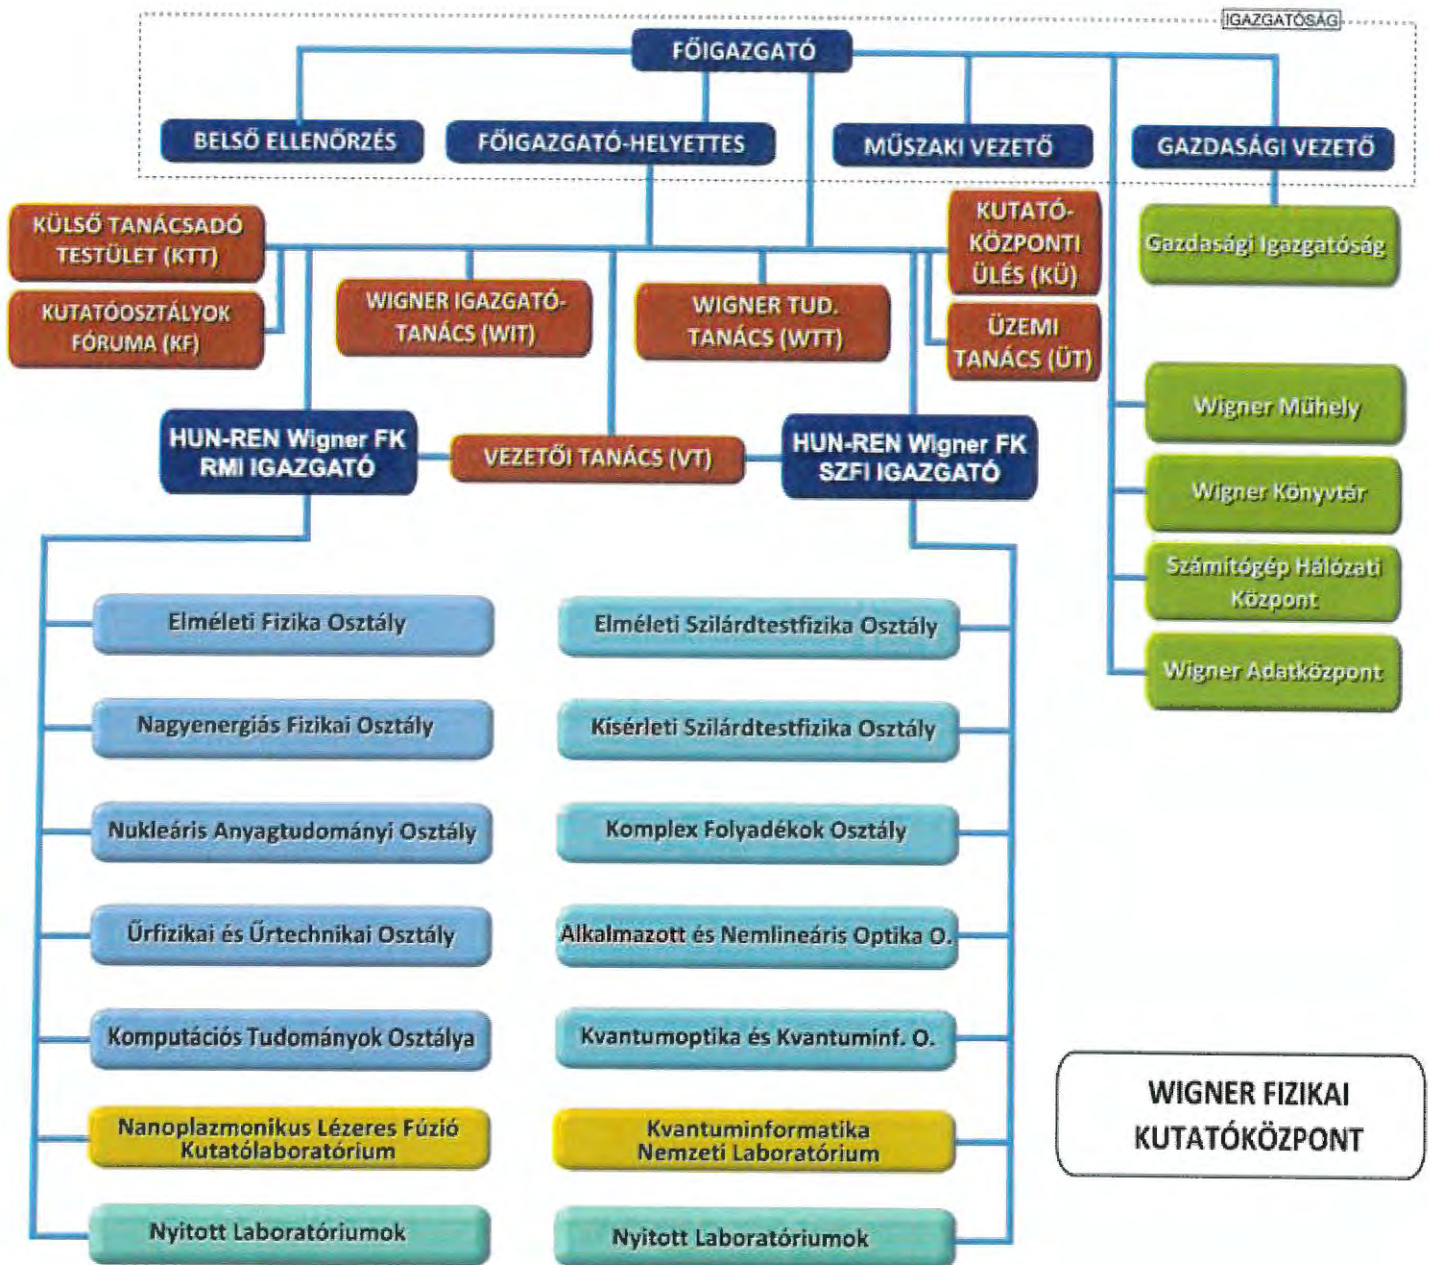 IGAZGATÓSÁG
FŐIGAZGATÓ
BELSŐ ELLENŐRZÉS
FŐIGAZGATÓ-HELYETTES
MŰSZAKI VEZETŐ
GAZDASÁGI VEZETŐ
KÜLSŐ TANÁCSADÓ
TESTÜLET (KTT)
KUTATÓOSZTÁLYOK
FÓRUMA (KF)
WIGNER IGAZGATÓ-
TANÁCS (WIT)
WIGNER TUD.
TANÁCS (WTT)
KUTATÓ-
KÖZPONTI
ÜLÉS (KÜ)
ÜZEMI
TANÁCS (ÜT)
Gazdasági Igazgatóság
HUN-REN Wigner FK
RMI IGAZGATÓ
VEZETŐI TANÁCS (VT)
HUN-REN Wigner FK
SZFI IGAZGATÓ
Wigner Műhely
Wigner Könyvtár
Számítógép Hálózati
Központ
Wigner Adatközpont
Elméleti Fizika Osztály
Nagyenergiás Fizikai Osztály
Nukleáris Anyagtudományi Osztály
Űrfizikai és Űrtechnikai Osztály
Komputációs Tudományok Osztálya
Nanoplazmonikus Lézeres Fúzió
Kutatólaboratórium
Nyitott Laboratóriumok
Elméleti Szilárdtestfizika Osztály
Kísérleti Szilárdtestfizika Osztály
Komplex Folyadékok Osztály
Alkalmazott és Nemlineáris Optika O.
Kvantumoptika és Kvantuminf. O.
Kvantuminformatika
Nemzeti Laboratórium
Nyitott Laboratóriumok
WIGNER FIZIKAI
KUTATÓKÖZPONT